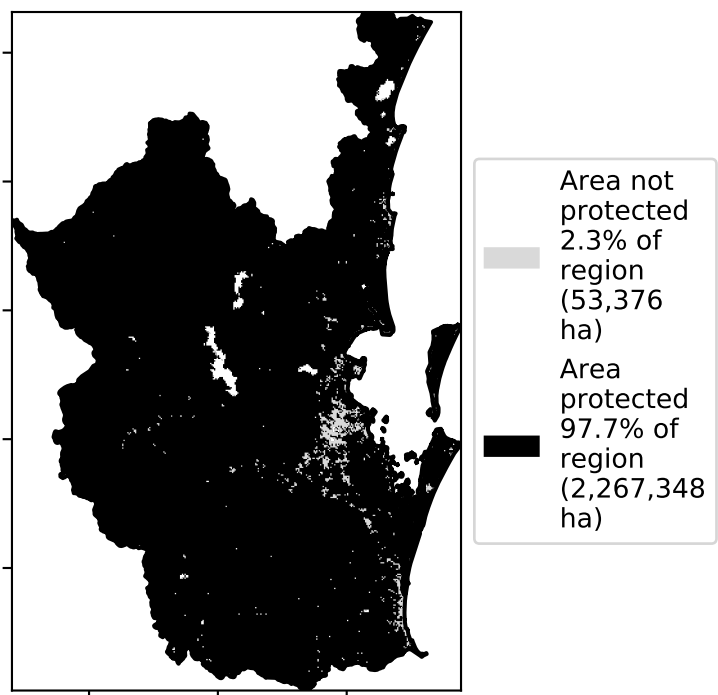 Area not
protected
2.3% of
region
(53,376
ha)
Area
protected
97.7% of
region
(2,267,348
ha)